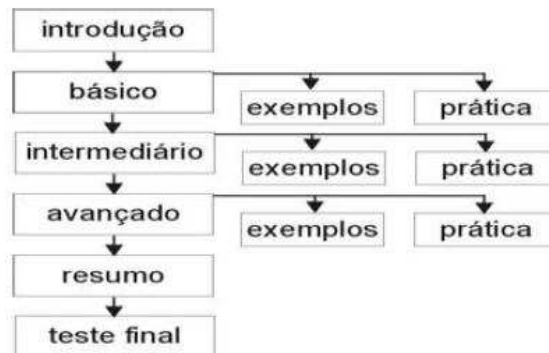 introdução
básico
exemplos prática
intermediário
exemplos prática
avançado
exemplos prática
resumo
teste final